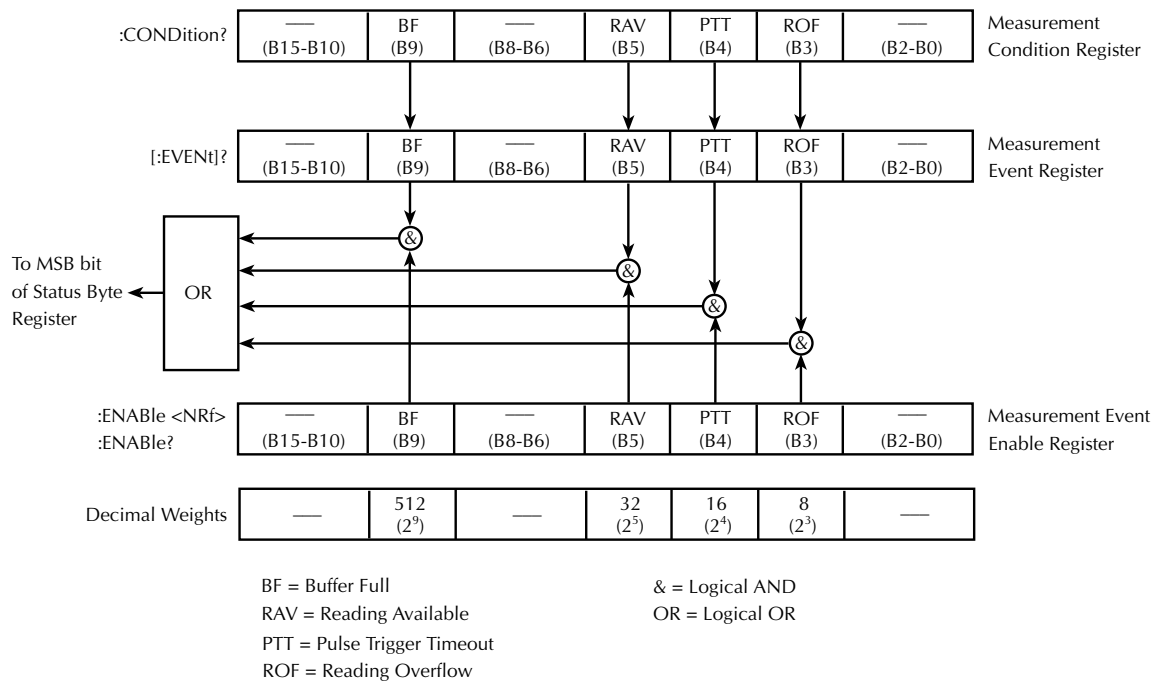 :CONDition?
——
(B15-B10)
BF
(B9)
——
(B8-B6)
RAV
(B5)
PTT
(B4)
ROF
(B3)
——
(B2-B0)
Measurement
Condition Register
[:EVENt]?
——
(B15-B10)
BF
(B9)
——
(B8-B6)
RAV
(B5)
PTT
(B4)
ROF
(B3)
——
(B2-B0)
Measurement
Event Register
&
&
&
&
To MSB bit
of Status Byte
Register
OR
:ENABle <NRf>
:ENABle?
——
(B15-B10)
BF
(B9)
——
(B8-B6)
RAV
(B5)
PTT
(B4)
ROF
(B3)
——
(B2-B0)
Measurement Event
Enable Register
Decimal Weights
——
512
(2⁹)
——
32
(2⁵)
16
(2⁴)
8
(2³)
——
BF = Buffer Full
RAV = Reading Available
PTT = Pulse Trigger Timeout
ROF = Reading Overflow
& = Logical AND
OR = Logical OR